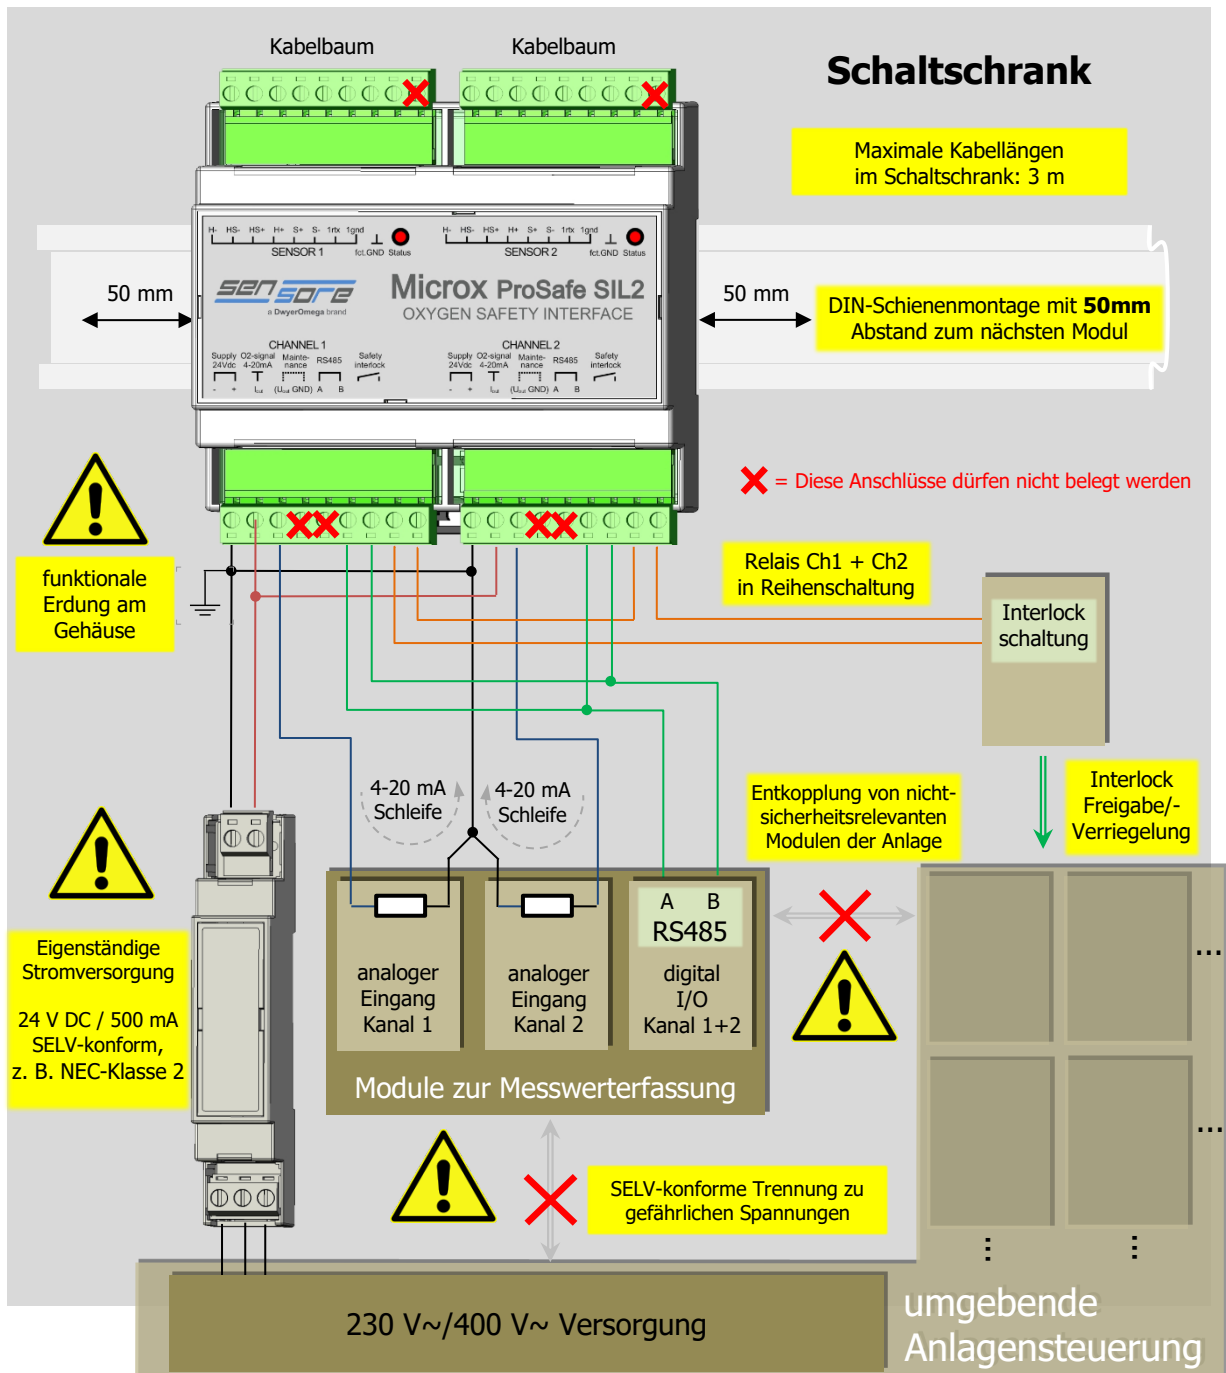 Kabelbaum
Kabelbaum
Schaltschrank
Maximale Kabellängen
im Schaltschrank: 3 m
H- HS- HS+ H+ S+ S- 1rtx 1gnd
SENSOR 1
fct.GND Status
H- HS- HS+ H+ S+ S- 1rtx 1gnd
SENSOR 2
fct.GND Status
sensore
a DwyerOmega brand
Microx ProSafe SIL2
OXYGEN SAFETY INTERFACE
50 mm
50 mm
DIN-Schienenmontage mit 50mm
Abstand zum nächsten Modul
CHANNEL 1
Supply 24Vdc
O2-signal 4-20mA
Mainte-nance
RS485
Safety interlock
- + Iout (Uout GND) A B
CHANNEL 2
Supply 24Vdc
O2-signal 4-20mA
Mainte-nance
RS485
Safety interlock
- + Iout (Uout GND) A B
= Diese Anschlüsse dürfen nicht belegt werden
funktionale
Erdung am
Gehäuse
Relais Ch1 + Ch2
in Reihenschaltung
Interlock
schaltung
4-20 mA
Schleife
4-20 mA
Schleife
Entkopplung von nicht-
sicherheitsrelevanten
Modulen der Anlage
Interlock
Freigabe/-
Verriegelung
Eigenständige
Stromversorgung
24 V DC / 500 mA
SELV-konform,
z. B. NEC-Klasse 2
analoger
Eingang
Kanal 1
analoger
Eingang
Kanal 2
A B
RS485
digital
I/O
Kanal 1+2
...
Module zur Messwerterfassung
...
SELV-konforme Trennung zu
gefährlichen Spannungen
...
...
230 V~/400 V~ Versorgung
umgebende
Anlagensteuerung